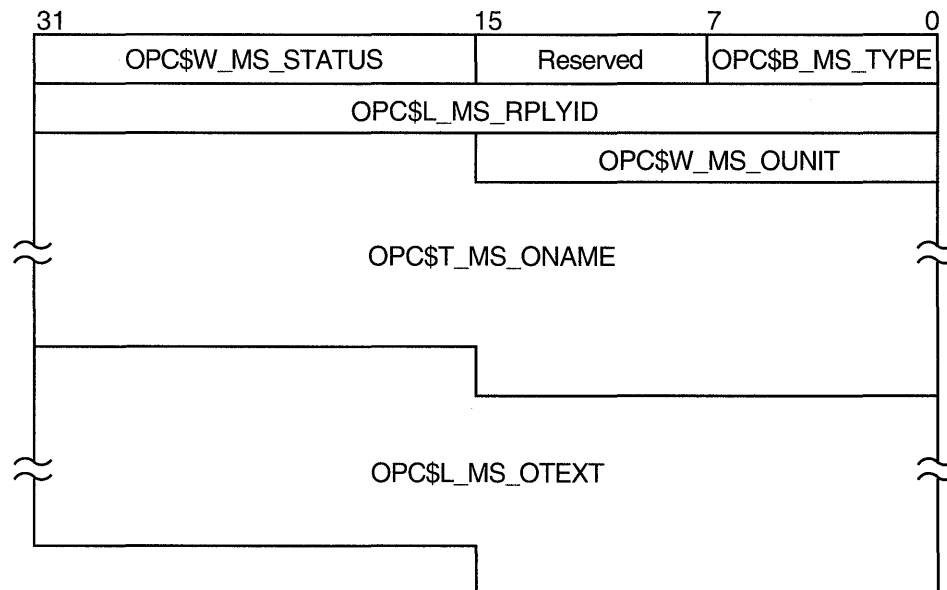 31 15 7 0
OPC$W_MS_STATUS Reserved OPC$B_MS_TYPE
OPC$L_MS_RPLYID
OPC$W_MS_OUNIT
OPC$T_MS_ONAME
OPC$L_MS_OTEXT